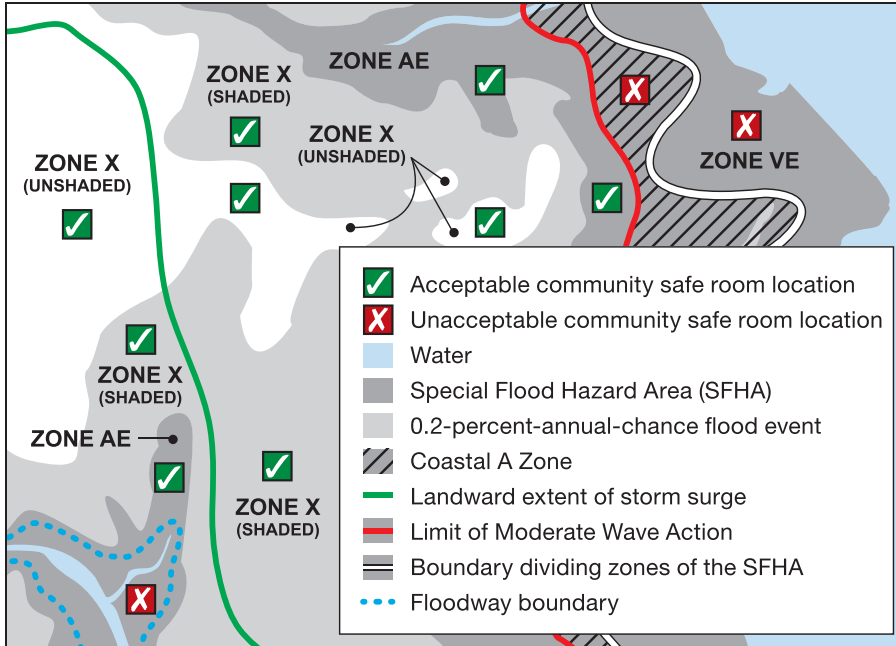 ZONE AE
ZONE X
(SHADED)
ZONE X
(UNSHADED)
ZONE VE
ZONE X
(UNSHADED)
Acceptable community safe room location
Unacceptable community safe room location
Water
Special Flood Hazard Area (SFHA)
0.2-percent-annual-chance flood event
Coastal A Zone
Landward extent of storm surge
Limit of Moderate Wave Action
Boundary dividing zones of the SFHA
Floodway boundary
ZONE X
(SHADED)
ZONE AE
ZONE X
(SHADED)